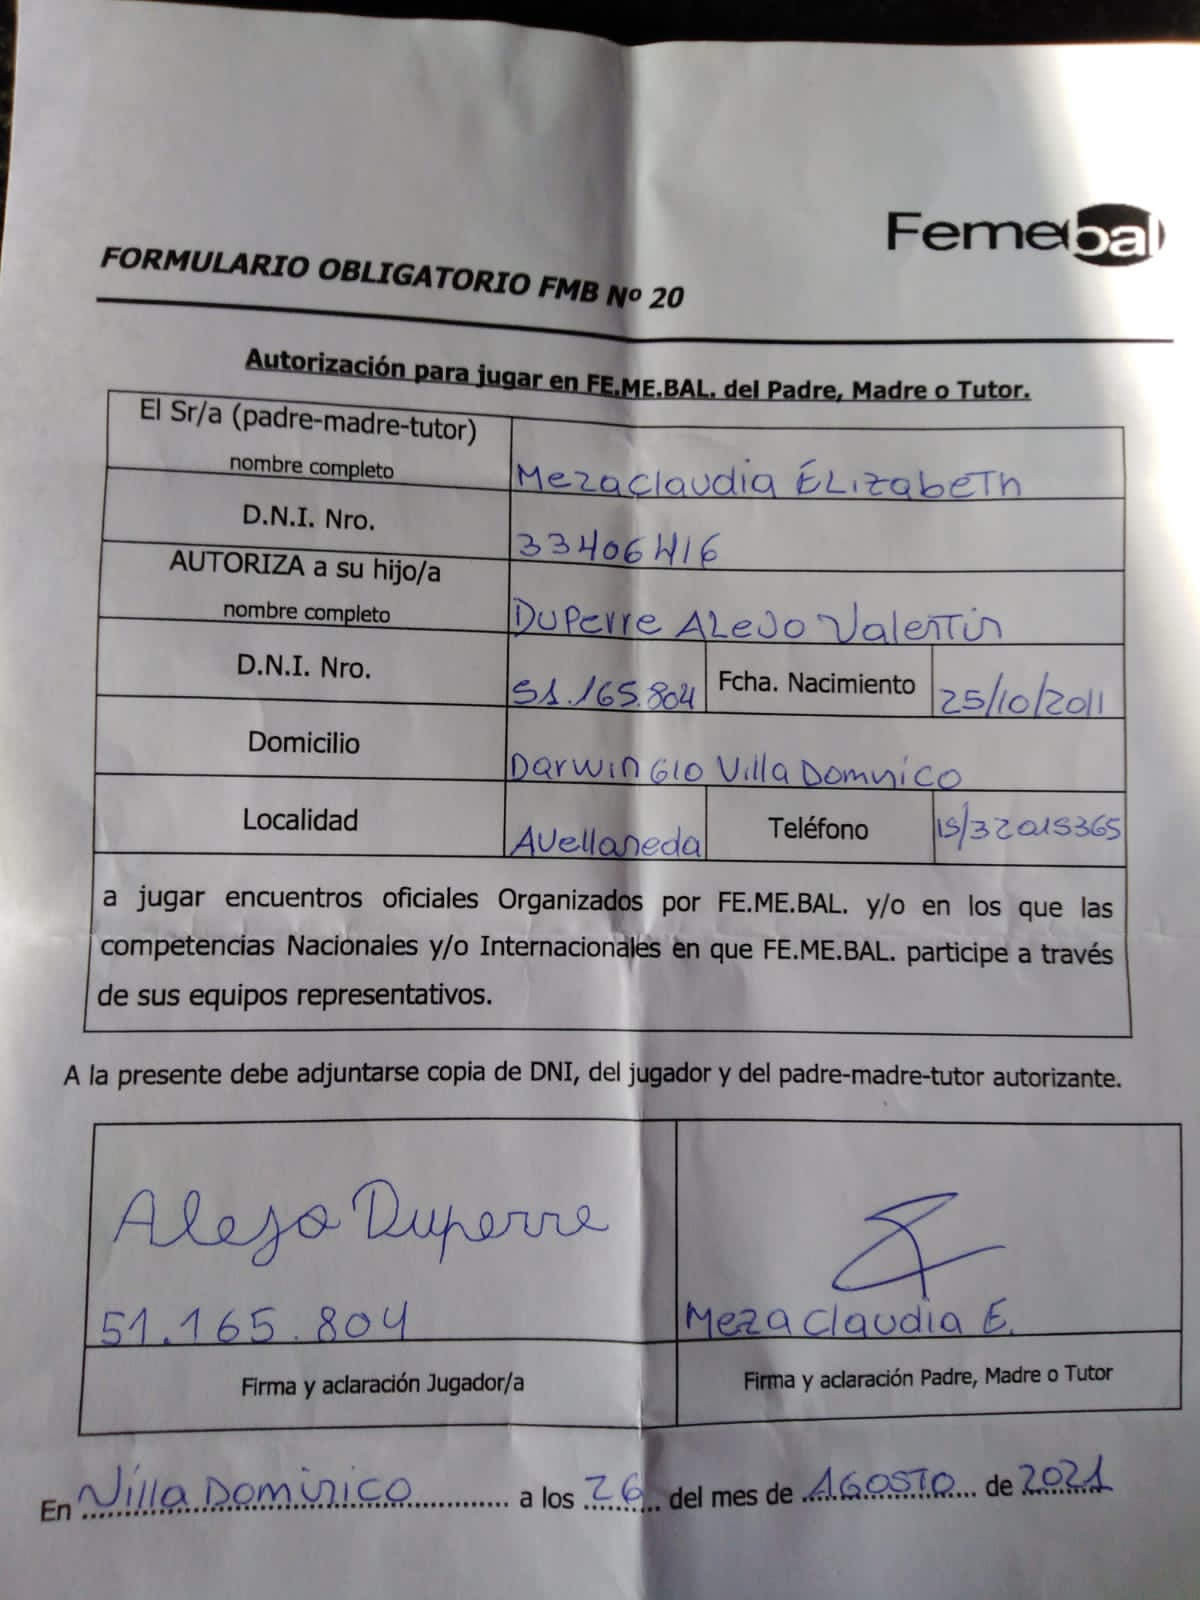 Femebal
FORMULARIO OBLIGATORIO FMB Nº 20
Autorización para jugar en FE.ME.BAL. del Padre, Madre o Tutor.
El Sr/a (padre-madre-tutor)
nombre completo
Meza Claudia Elizabeth
D.N.I. Nro.
33406416
AUTORIZA a su hijo/a
nombre completo
Duperre Alejo Valentin
D.N.I. Nro.
51.165.804
Fcha. Nacimiento
25/10/2011
Domicilio
Darwin 610 Villa Dominico
Localidad
Avellaneda
Teléfono
15/32015365
a jugar encuentros oficiales Organizados por FE.ME.BAL. y/o en los que las
competencias Nacionales y/o Internacionales en que FE.ME.BAL. participe a través
de sus equipos representativos.
A la presente debe adjuntarse copia de DNI, del jugador y del padre-madre-tutor autorizante.
Alejo Duperre
51.165.804
Meza Claudia E.
Firma y aclaración Jugador/a
Firma y aclaración Padre, Madre o Tutor
En Villa Dominico a los 26 del mes de AGOSTO de 2021